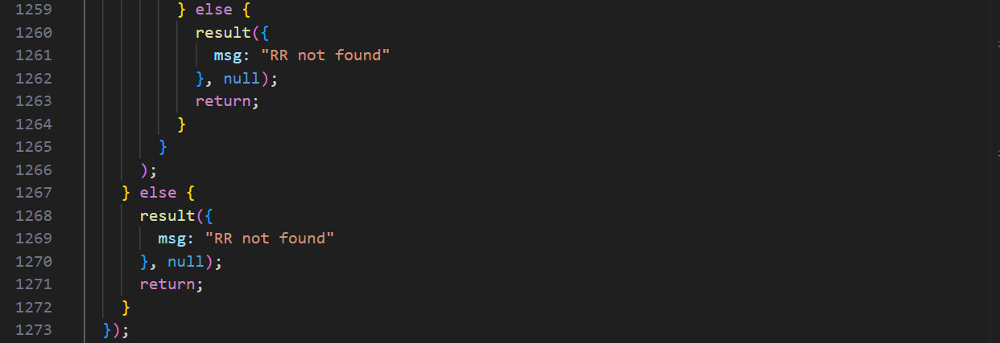 1259 } else {
1260 result({
1261 msg: "RR not found"
1262 }, null);
1263 return;
1264 }
1265 }
1266 );
1267 } else {
1268 result({
1269 msg: "RR not found"
1270 }, null);
1271 return;
1272 }
1273 });